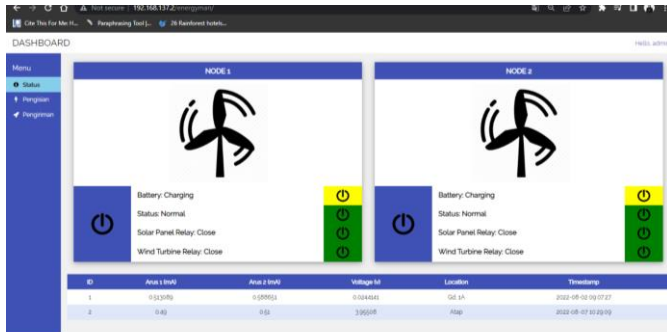 Not secure | 192.168.137.2/energyman/
Cite This For Me: H... Paraphrasing Tool |... 26 Rainforest hotels...
DASHBOARD
Hello, admin
Menu
Status
Pengisian
Pengiriman
NODE 1
Battery: Charging
Status: Normal
Solar Panel Relay: Close
Wind Turbine Relay: Close
NODE 2
Battery: Charging
Status: Normal
Solar Panel Relay: Close
Wind Turbine Relay: Close
ID Arus 1 (mA) Arus 2 (mA) Voltage (v) Location Timestamp
1 0.513089 0.588651 0.0244141 Gd. 1A 2022-08-02 09:07:27
2 0.49 0.51 3.95508 Atap 2022-08-07 10:29:09